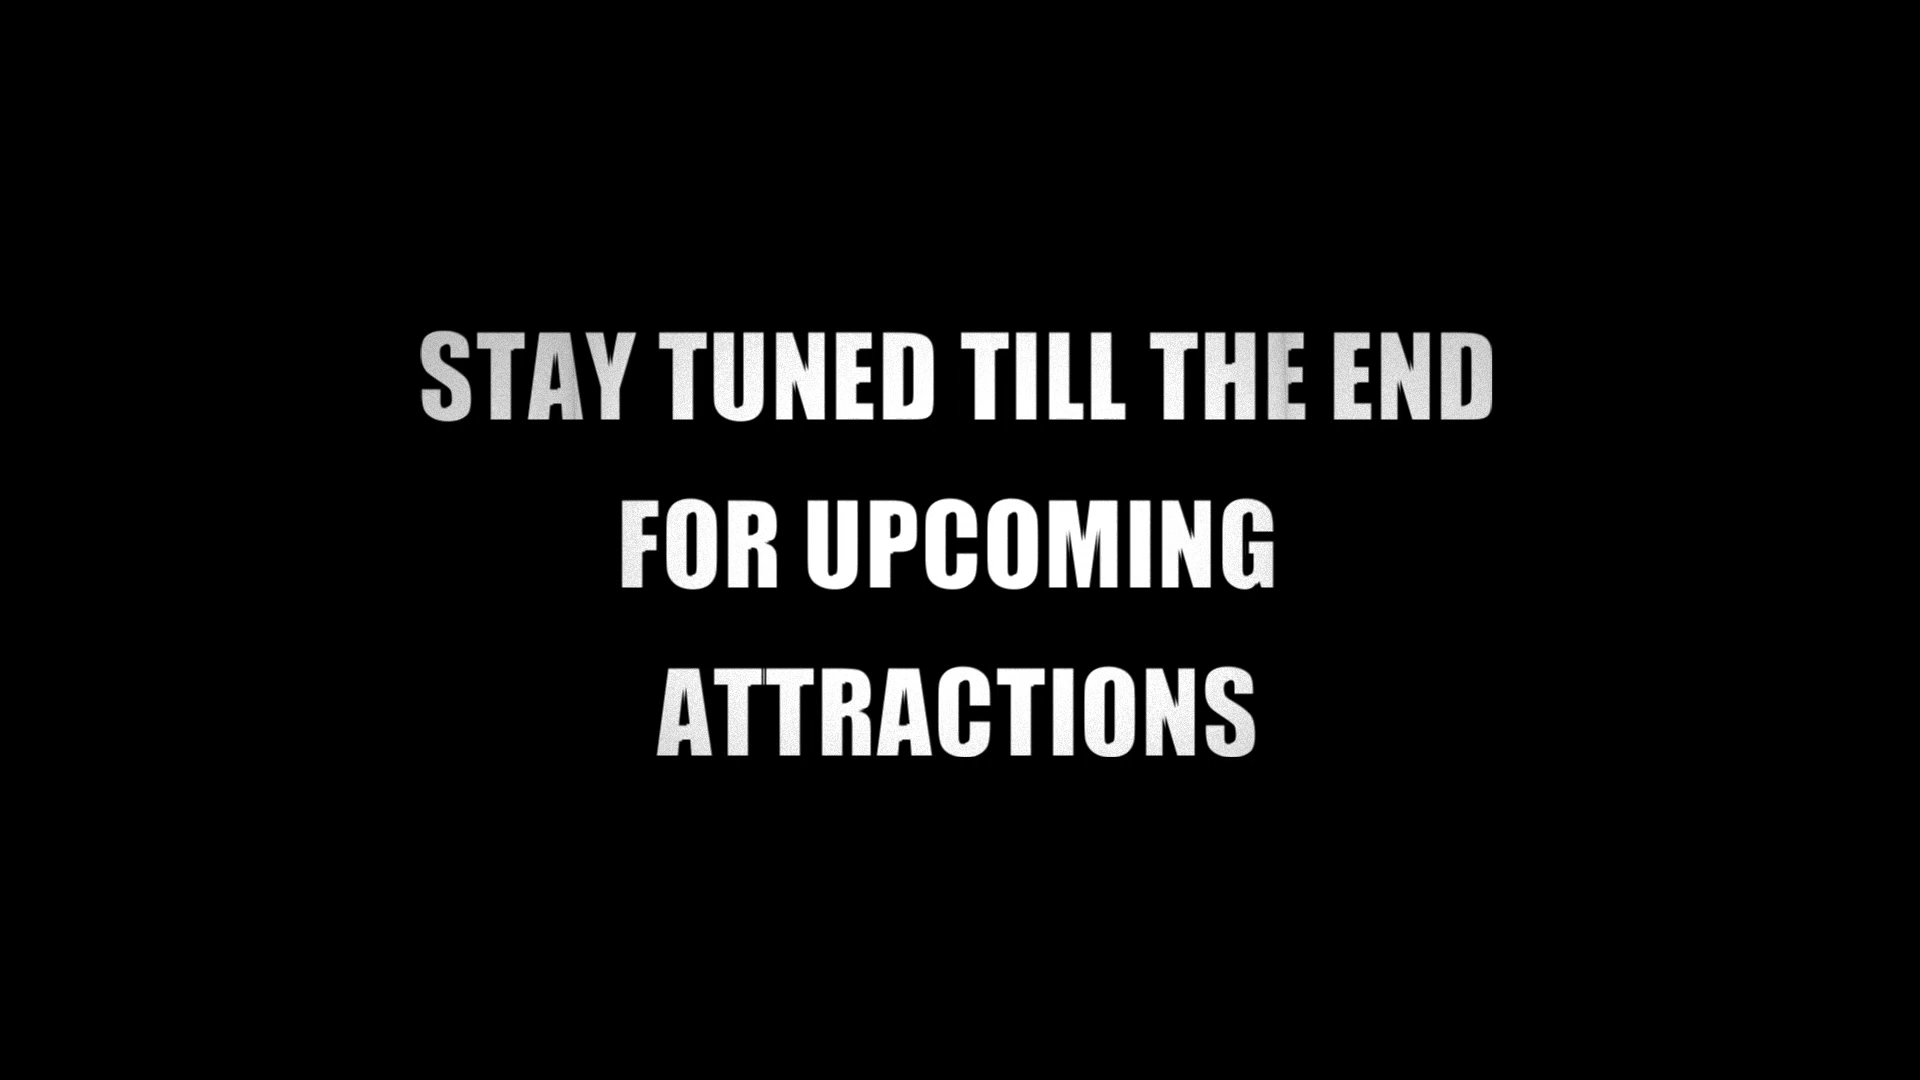 STAY TUNED TILL THE END
FOR UPCOMING
ATTRACTIONS